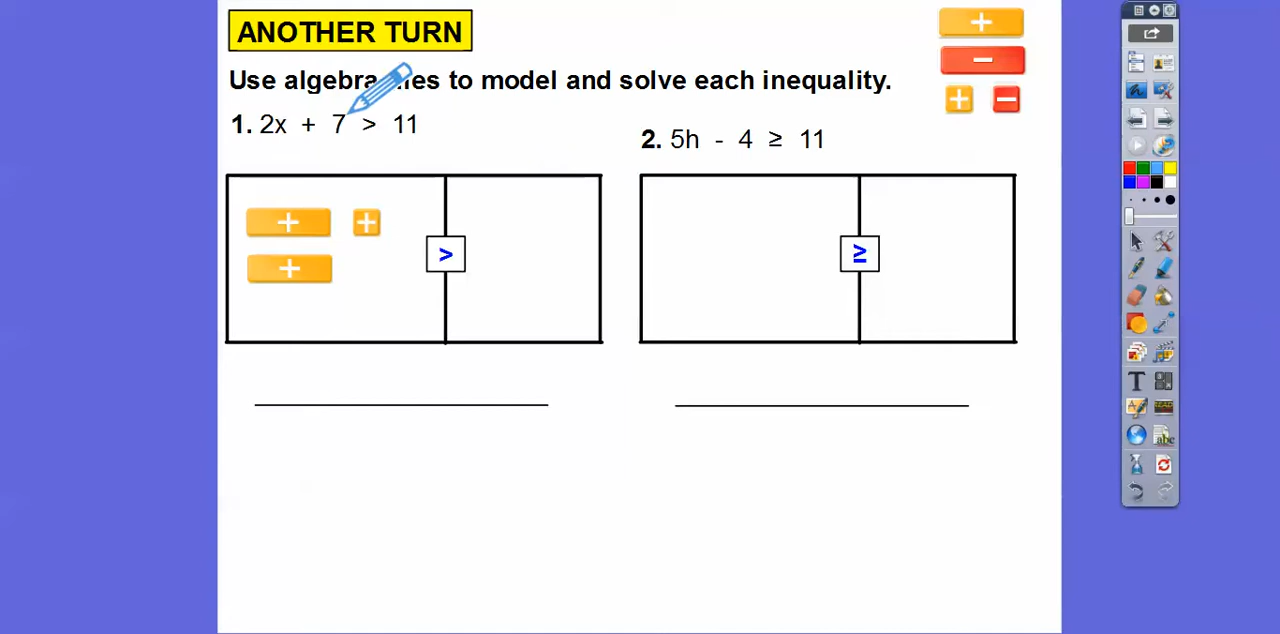 ANOTHER TURN
Use algebra tiles to model and solve each inequality.
1. 2x + 7 > 11
2. 5h - 4 ≥ 11
+
−
+ −
+ +
+
>
≥